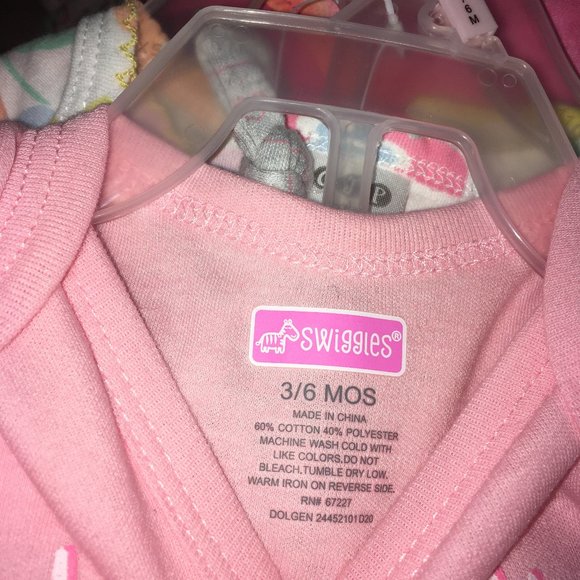 6 M
swiggles®
3/6 MOS
MADE IN CHINA
60% COTTON 40% POLYESTER
MACHINE WASH COLD WITH
LIKE COLORS,DO NOT
BLEACH.TUMBLE DRY LOW.
WARM IRON ON REVERSE SIDE.
RN# 67227
DOLGEN 24452101D20